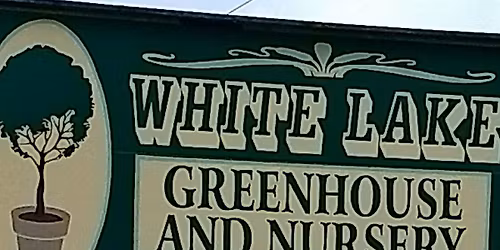 WHITE LAKE
GREENHOUSE
AND NURSERY